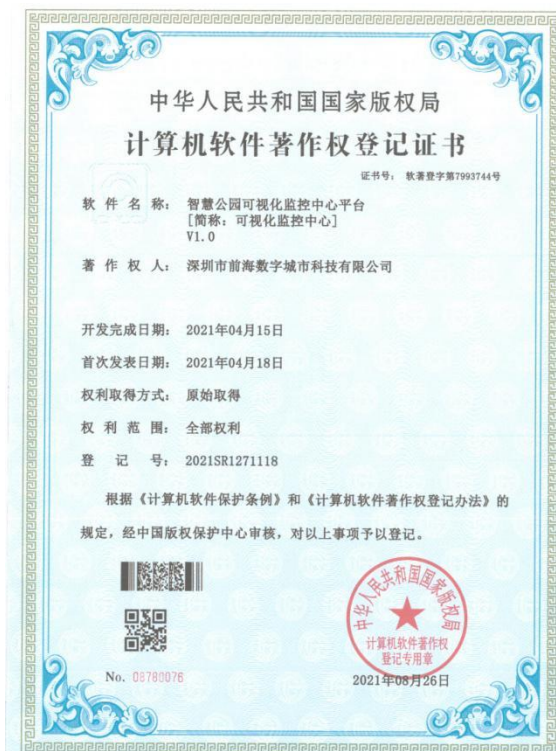 中华人民共和国国家版权局
计算机软件著作权登记证书
证书号： 软著登字第7993744号
软件名称： 智慧公园可视化监控中心平台
[简称：可视化监控中心]
V1.0
著作权人： 深圳市前海数字城市科技有限公司
开发完成日期： 2021年04月15日
首次发表日期： 2021年04月18日
权利取得方式： 原始取得
权利范围： 全部权利
登记号： 2021SR1271118
根据《计算机软件保护条例》和《计算机软件著作权登记办法》的
规定，经中国版权保护中心审核，对以上事项予以登记。
中华人民共和国国家版权局
计算机软件著作权
登记专用章
No. 08780076
2021年08月26日